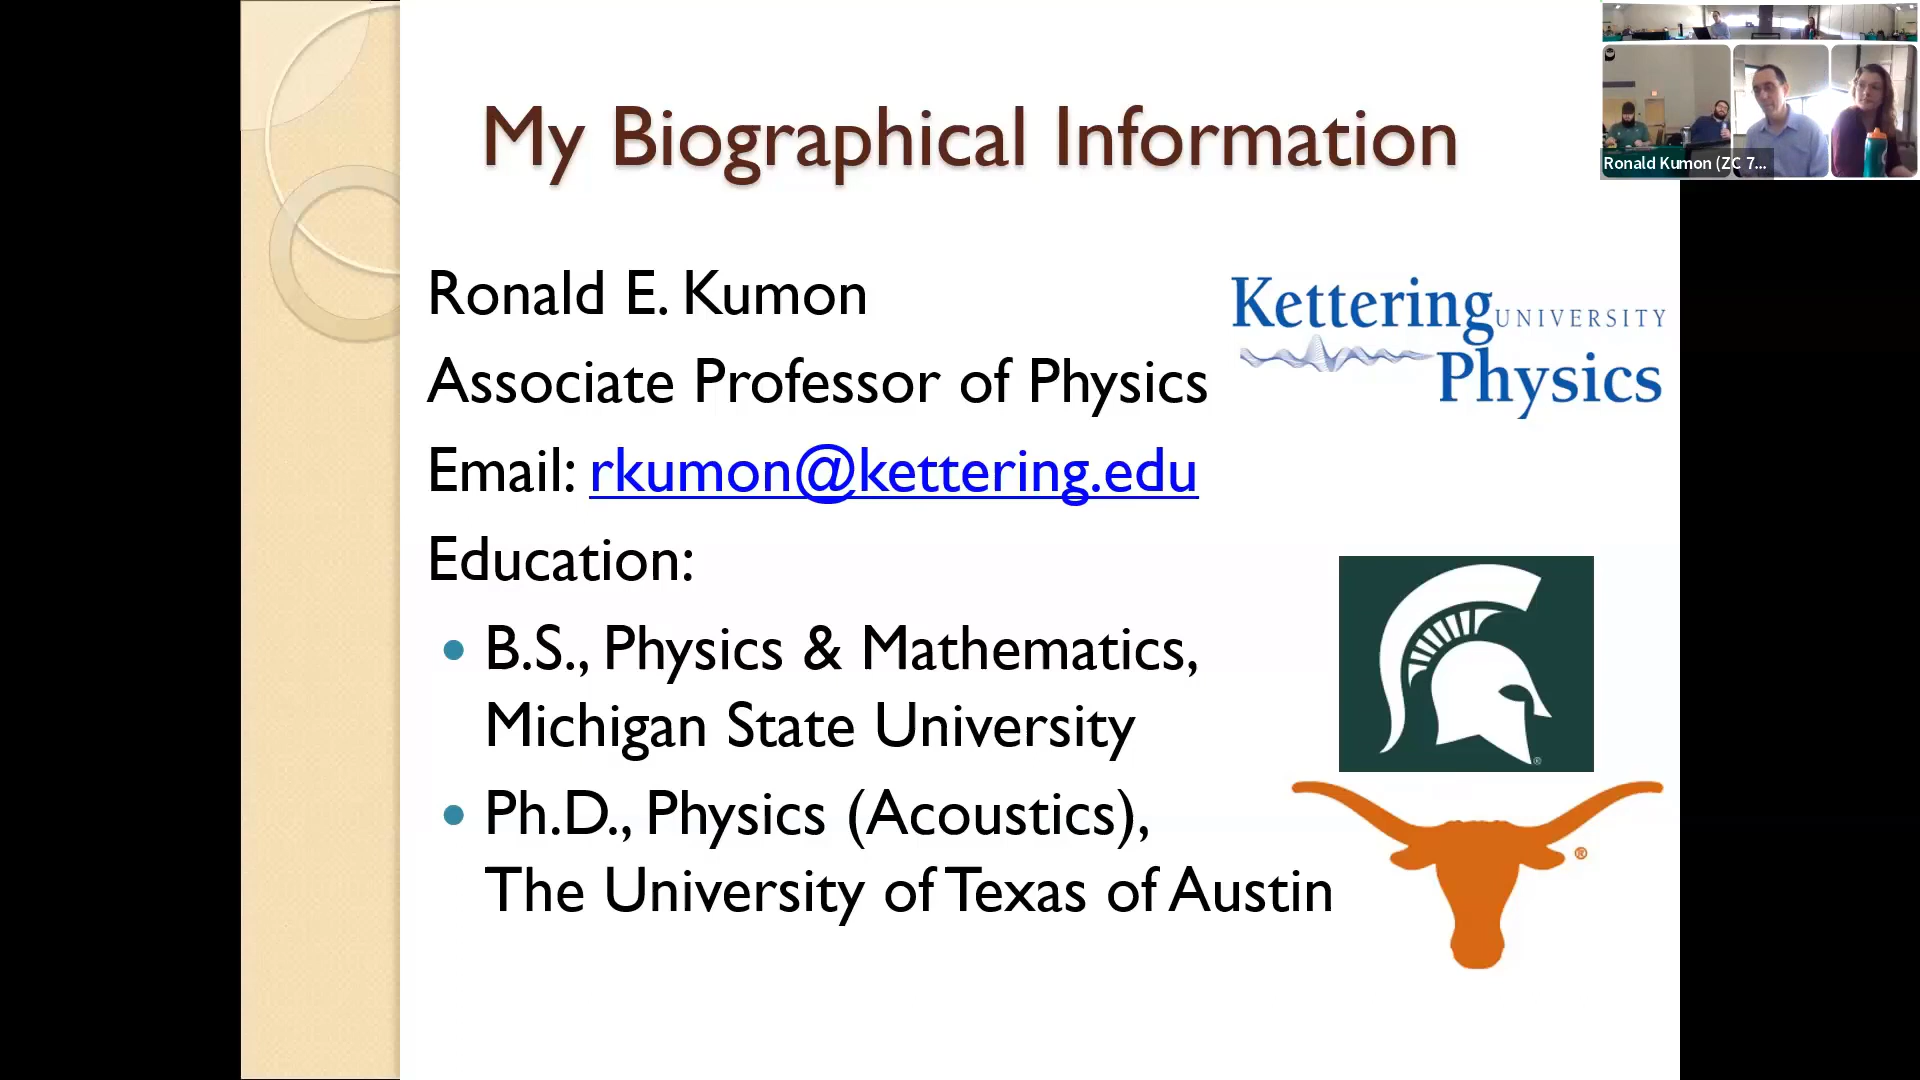 My Biographical Information
Ronald E. Kumon
Associate Professor of Physics
Email: rkumon@kettering.edu
Education:
• B.S., Physics & Mathematics,
Michigan State University
• Ph.D., Physics (Acoustics),
The University of Texas of Austin
Kettering UNIVERSITY
Physics
®
®
Ronald Kumon (ZC 7...